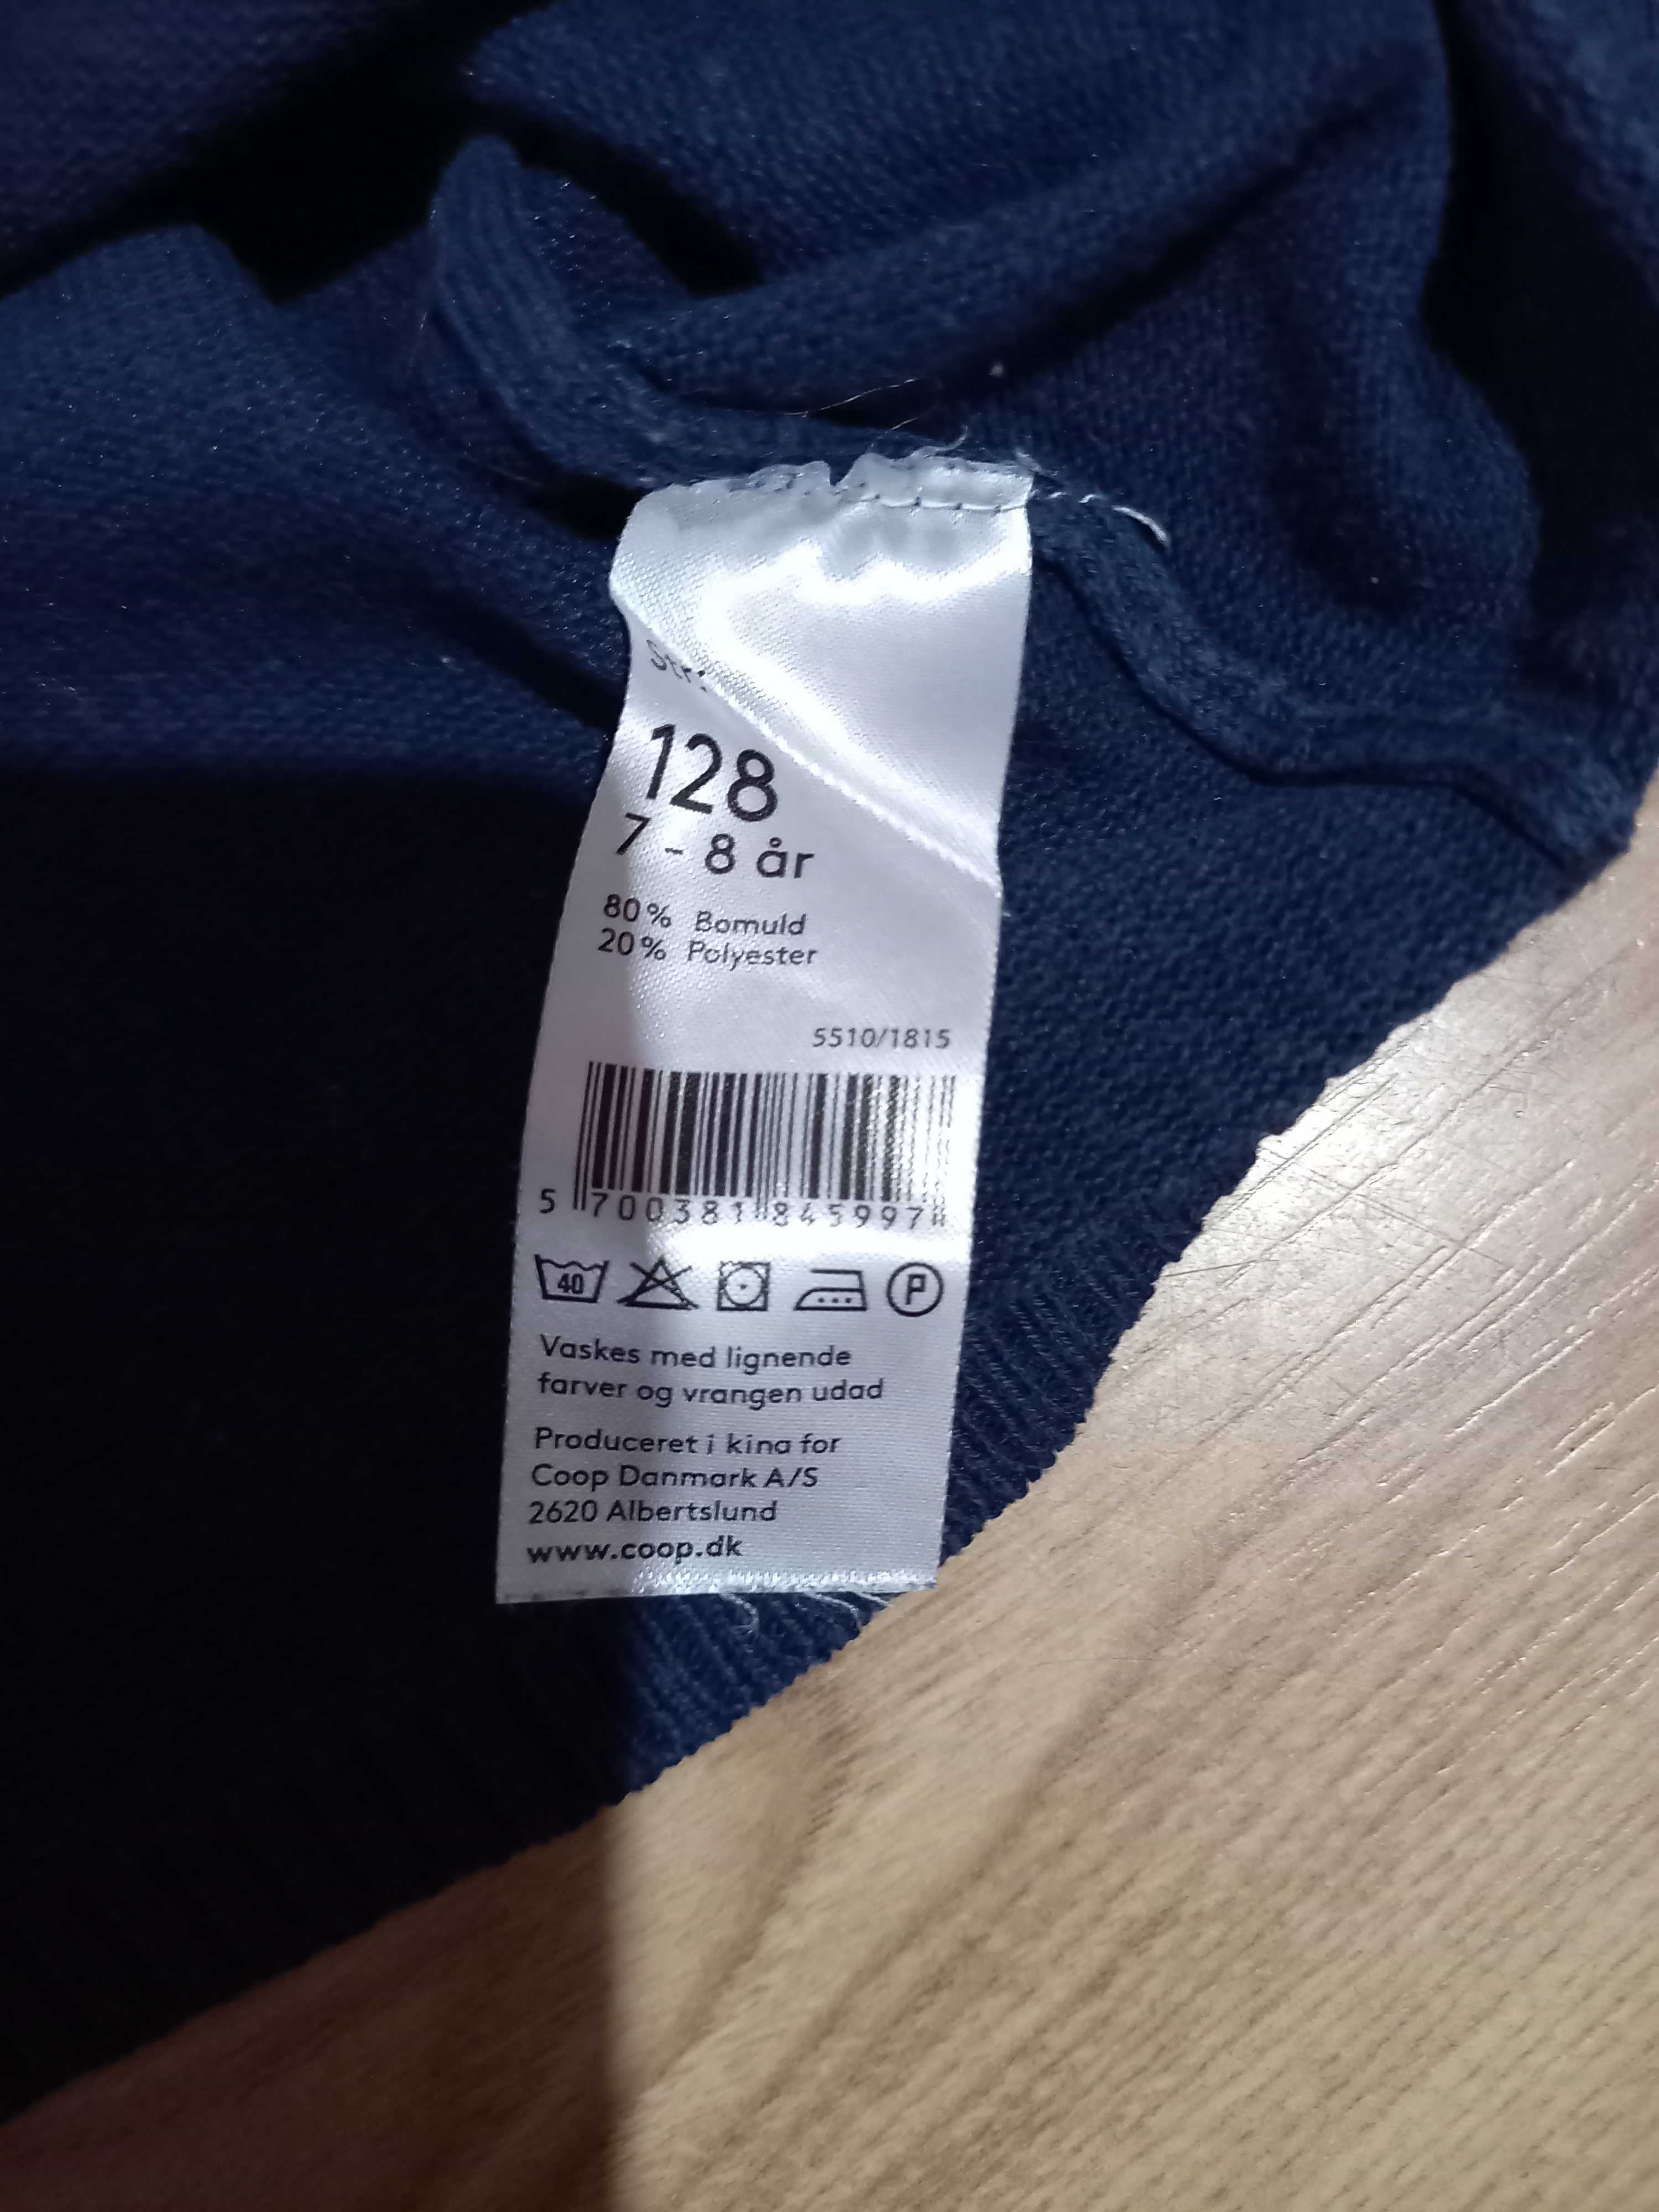 Str:
128
7 - 8 år
80% Bomuld
20% Polyester
5510/1815
5 700381 845997
40 P
Vaskes med lignende
farver og vrangen udad
Produceret i kina for
Coop Danmark A/S
2620 Albertslund
www.coop.dk